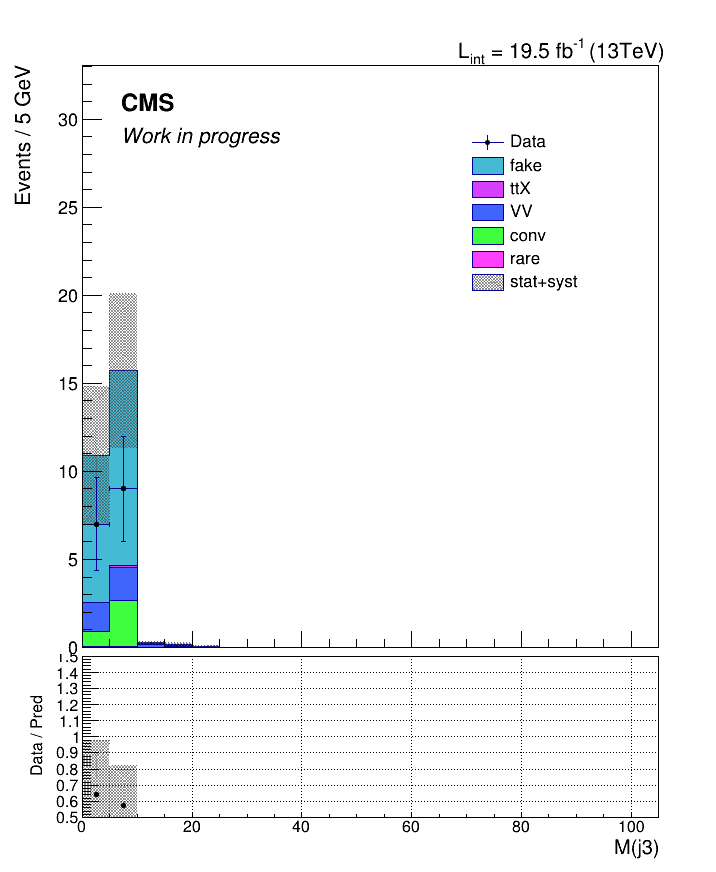 L_int = 19.5 fb^-1 (13TeV)
Events / 5 GeV
CMS
Work in progress
Data
fake
ttX
VV
conv
rare
stat+syst
30
25
20
15
10
5
0
Data / Pred
1.5
1.4
1.3
1.2
1.1
1
0.9
0.8
0.7
0.6
0.5
0 20 40 60 80 100
M(j3)